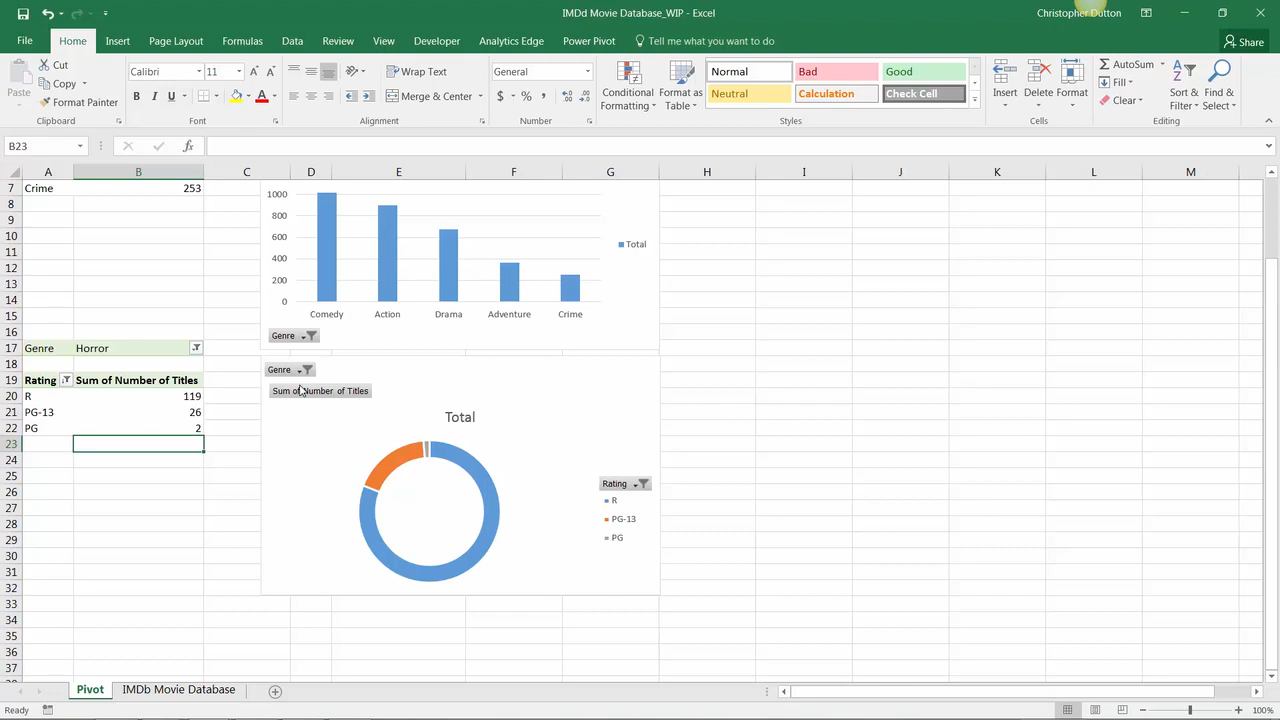 IMDd Movie Database_WIP - Excel
Christopher Dutton
File Home Insert Page Layout Formulas Data Review View Developer Analytics Edge Power Pivot Tell me what you want to do Share
Paste
Cut
Copy
Format Painter
Clipboard
Calibri 11
B I U
Font
Wrap Text
Merge & Center
Alignment
General
$ % ,
Number
Conditional Formatting
Format as Table
Normal Bad Good
Neutral Calculation Check Cell
Styles
Insert Delete Format
Cells
AutoSum
Fill
Clear
Sort & Filter
Find & Select
Editing
B23 fx
A B C D E F G H I J K L M
7 Crime 253
8
9
10
11
12
13
14
15
16
17 Genre Horror
18
19 Rating Sum of Number of Titles
20 R 119
21 PG-13 26
22 PG 2
23
24
25
26
27
28
29
30
31
32
33
34
35
36
37
1000
800
600
400
200
0
Comedy Action Drama Adventure Crime
Total
Genre
Genre
Sum of Number of Titles
Total
Rating
R
PG-13
PG
Pivot IMDb Movie Database
Ready
100%